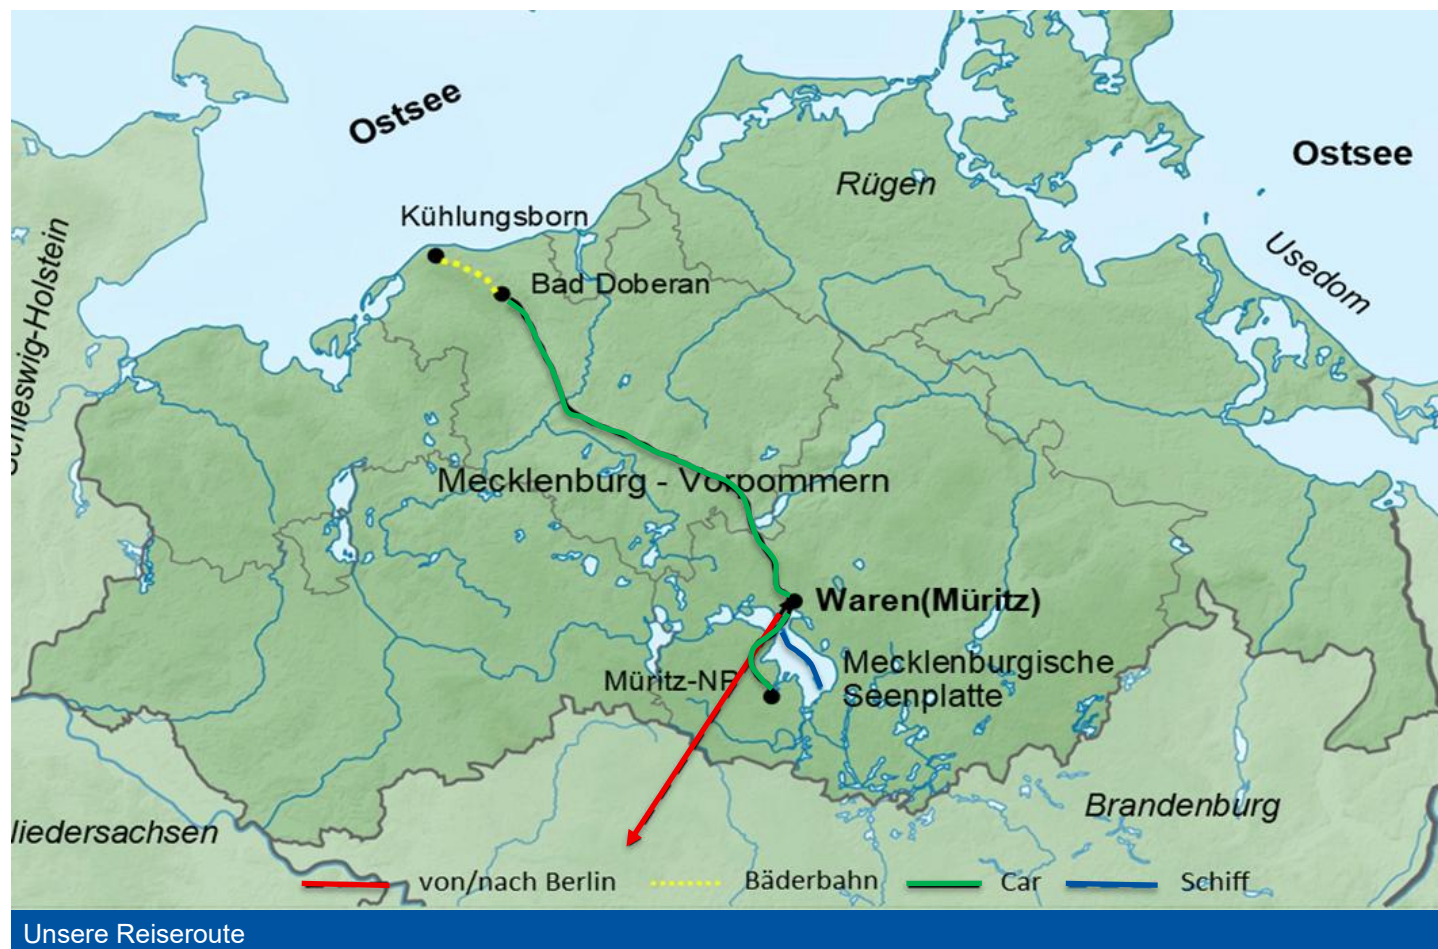 Ostsee
Ostsee
Rügen
Kühlungsborn
Usedom
Bad Doberan
Schleswig-Holstein
Mecklenburg - Vorpommern
Waren(Müritz)
Mecklenburgische
Seenplatte
Müritz-NP
Brandenburg
liedersachsen
von/nach Berlin
Bäderbahn
Car
Schiff
Unsere Reiseroute